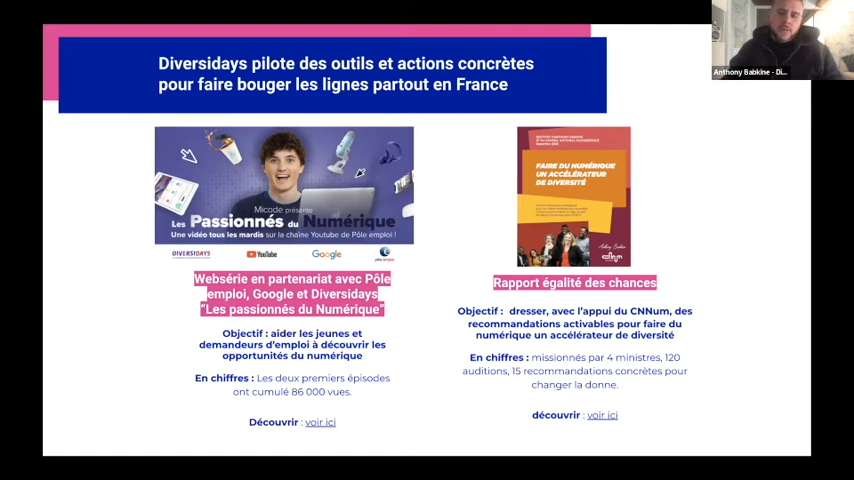 Diversidays pilote des outils et actions concrètes
pour faire bouger les lignes partout en France
Anthony Babkine - Di...
Micode présente
Les Passionnés du Numérique
Une vidéo tous les mardis sur la chaîne Youtube de Pôle emploi !
DIVERSIDAYS
YouTube
Google
pôle emploi
Websérie en partenariat avec Pôle
emploi, Google et Diversidays
“Les passionnés du Numérique”
Objectif : aider les jeunes et
demandeurs d’emploi à découvrir les
opportunités du numérique
En chiffres : Les deux premiers épisodes
ont cumulé 86 000 vues.
Découvrir : voir ici
FAIRE DU NUMÉRIQUE
UN ACCÉLÉRATEUR
DE DIVERSITÉ
Anthony Babkine
cnnum
Rapport égalité des chances
Objectif : dresser, avec l’appui du CNNum, des
recommandations activables pour faire du
numérique un accélérateur de diversité
En chiffres : missionnés par 4 ministres, 120
auditions, 15 recommandations concrètes pour
changer la donne.
découvrir : voir ici